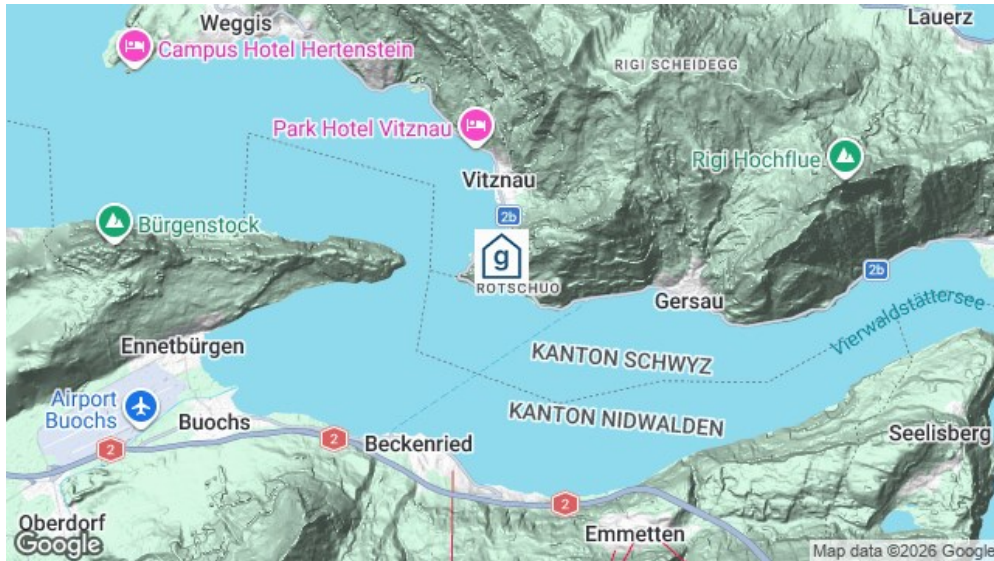 Weggis
Lauerz
Campus Hotel Hertenstein
RIGI SCHEIDEGG
Park Hotel Vitznau
Rigi Hochflue
Vitznau
2b
Bürgenstock
g
ROTSCHUO
2b
Gersau
Vierwaldstättersee
Ennetbürgen
KANTON SCHWYZ
Airport
Buochs
KANTON NIDWALDEN
Buochs
2
2
Beckenried
Seelisberg
2
Oberdorf
Emmetten
Google
Map data ©2026 Google